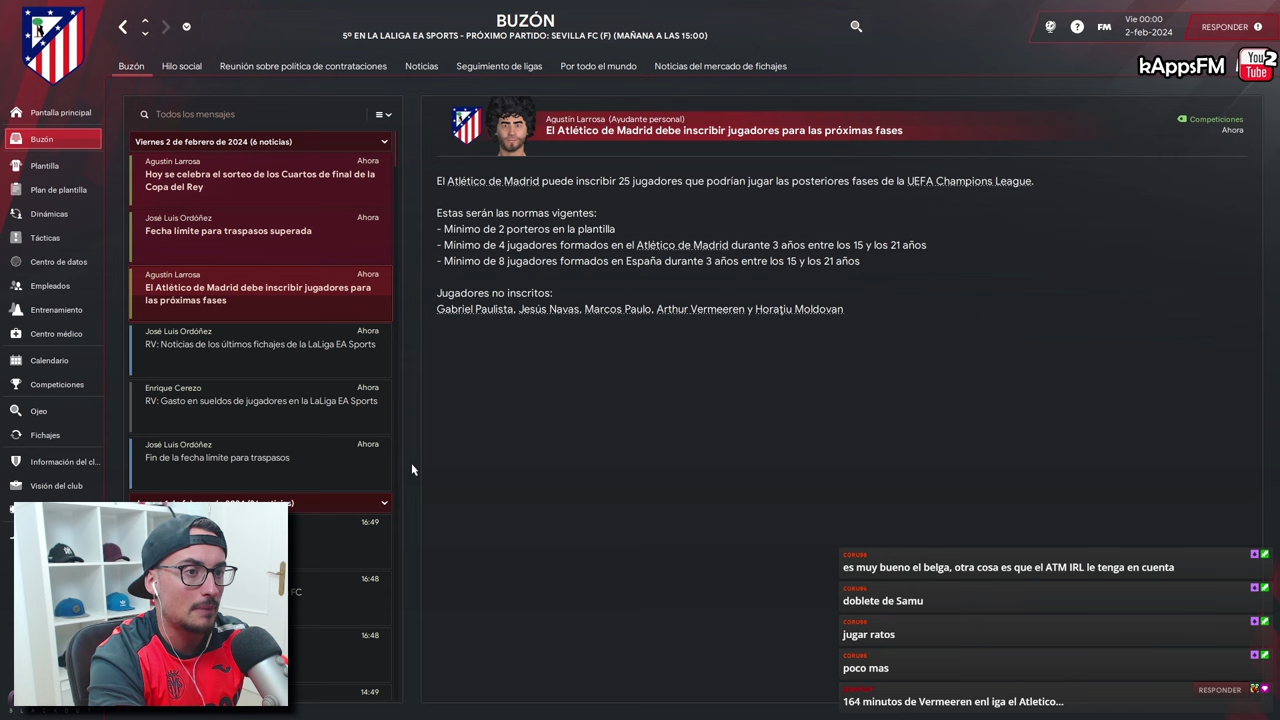 BUZÓN
5º EN LA LALIGA EA SPORTS - PRÓXIMO PARTIDO: SEVILLA FC (F) (MAÑANA A LAS 15:00)
FM
Vie 00:00
2-feb-2024
RESPONDER
kAppsFM
You
Tube
2
Buzón
Hilo social
Reunión sobre política de contrataciones
Noticias
Seguimiento de ligas
Por todo el mundo
Noticias del mercado de fichajes
Pantalla principal
Buzón
Plantilla
Plan de plantilla
Dinámicas
Tácticas
Centro de datos
Empleados
Entrenamiento
Centro médico
Calendario
Competiciones
Ojeo
Fichajes
Información del cl...
Visión del club
Todos los mensajes
Viernes 2 de febrero de 2024 (6 noticias)
Agustín Larrosa Ahora
Hoy se celebra el sorteo de los Cuartos de final de la
Copa del Rey
José Luis Ordóñez Ahora
Fecha límite para traspasos superada
Agustín Larrosa Ahora
El Atlético de Madrid debe inscribir jugadores para
las próximas fases
José Luis Ordóñez Ahora
RV: Noticias de los últimos fichajes de la LaLiga EA Sports
Enrique Cerezo Ahora
RV: Gasto en sueldos de jugadores en la LaLiga EA Sports
José Luis Ordóñez Ahora
Fin de la fecha límite para traspasos
16:49
16:48
FC
16:48
14:49
Agustín Larrosa (Ayudante personal)
El Atlético de Madrid debe inscribir jugadores para las próximas fases
Competiciones
Ahora
El Atlético de Madrid puede inscribir 25 jugadores que podrían jugar las posteriores fases de la UEFA Champions League.
Estas serán las normas vigentes:
- Mínimo de 2 porteros en la plantilla
- Mínimo de 4 jugadores formados en el Atlético de Madrid durante 3 años entre los 15 y los 21 años
- Mínimo de 8 jugadores formados en España durante 3 años entre los 15 y los 21 años
Jugadores no inscritos:
Gabriel Paulista, Jesús Navas, Marcos Paulo, Arthur Vermeeren y Horaţiu Moldovan
CORU88
es muy bueno el belga, otra cosa es que el ATM IRL le tenga en cuenta
CORU88
doblete de Samu
CORU88
jugar ratos
CORU88
poco mas
RESPONDER
164 minutos de Vermeeren enl iga el Atletico...